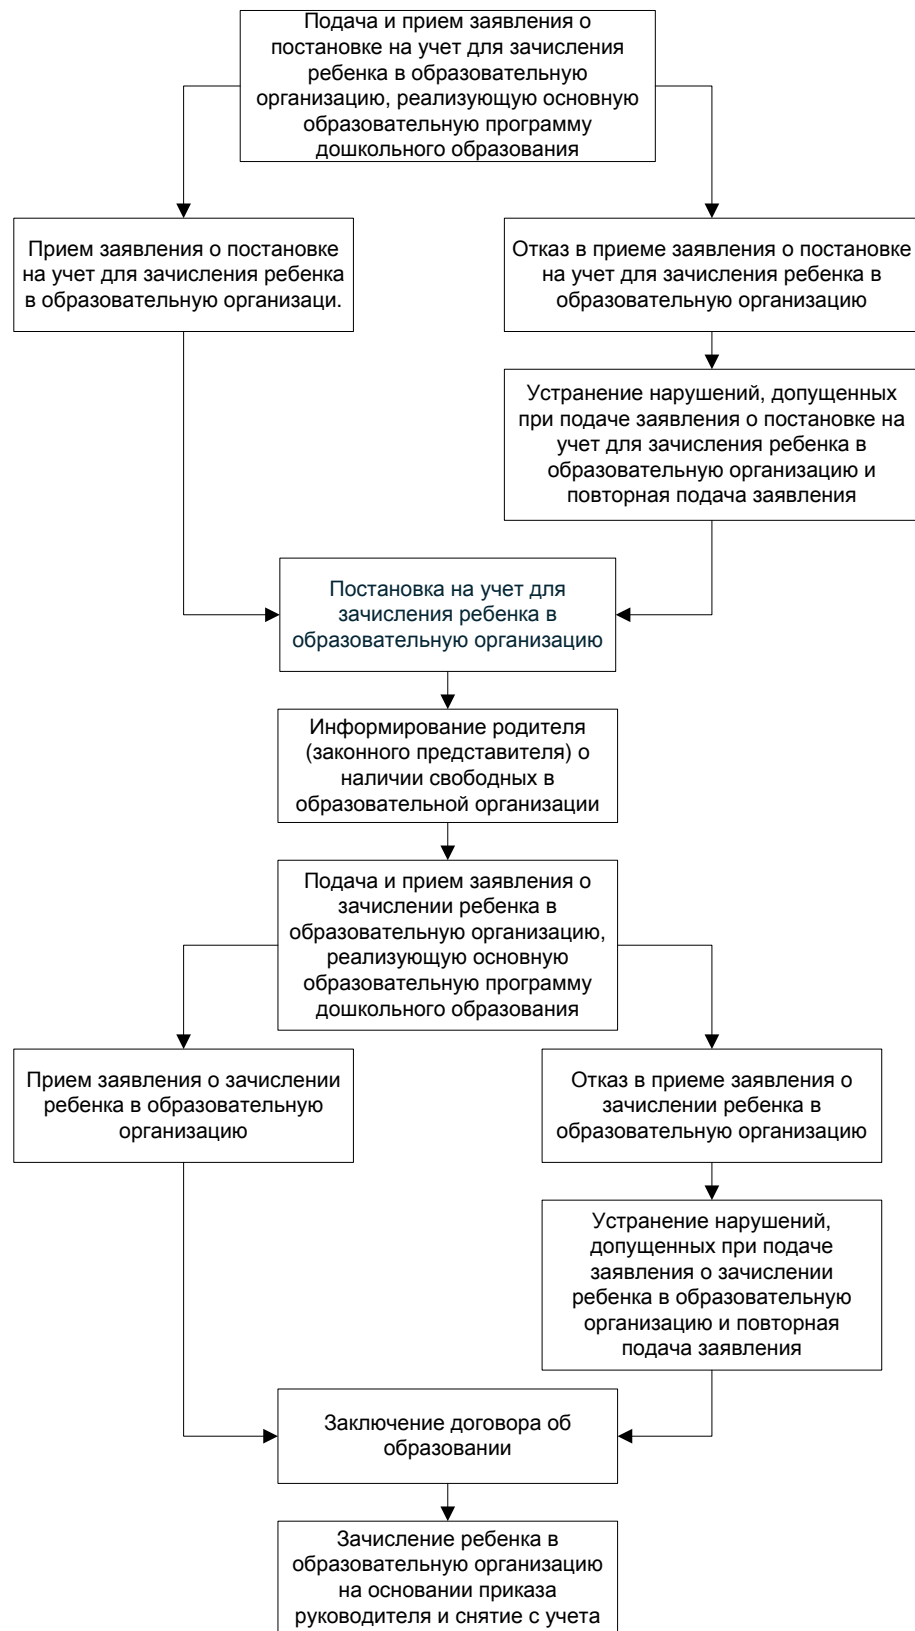 Подача и прием заявления о
постановке на учет для зачисления
ребенка в образовательную
организацию, реализующую основную
образовательную программу
дошкольного образования
Прием заявления о постановке
на учет для зачисления ребенка
в образовательную организаци.
Отказ в приеме заявления о постановке
на учет для зачисления ребенка в
образовательную организацию
Устранение нарушений, допущенных
при подаче заявления о постановке на
учет для зачисления ребенка в
образовательную организацию и
повторная подача заявления
Постановка на учет для
зачисления ребенка в
образовательную организацию
Информирование родителя
(законного представителя) о
наличии свободных в
образовательной организации
Подача и прием заявления о
зачислении ребенка в
образовательную организацию,
реализующую основную
образовательную программу
дошкольного образования
Прием заявления о зачислении
ребенка в образовательную
организацию
Отказ в приеме заявления о
зачислении ребенка в
образовательную организацию
Устранение нарушений,
допущенных при подаче
заявления о зачислении
ребенка в образовательную
организацию и повторная
подача заявления
Заключение договора об
образовании
Зачисление ребенка в
образовательную организацию
на основании приказа
руководителя и снятие с учета